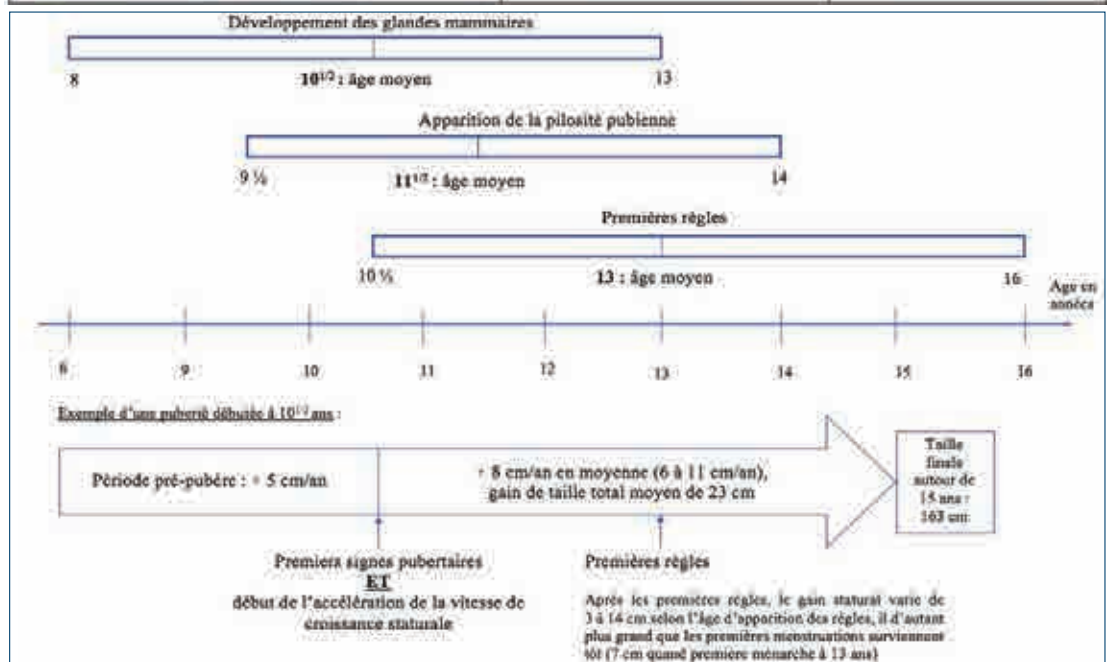 Développement des glandes mammaires
8
10^1/2 : âge moyen
13
Apparition de la pilosité pubienne
9 ½
11^1/2 : âge moyen
14
Premières règles
10 ½
13 : âge moyen
16
Age en
années
8 9 10 11 12 13 14 15 16
Exemple d'une puberté débutée à 10^1/2 ans :
Période pré-pubère : + 5 cm/an
+ 8 cm/an en moyenne (6 à 11 cm/an),
gain de taille total moyen de 23 cm
Taille
finale
autour de
15 ans :
163 cm
Premiers signes pubertaires
ET
début de l'accélération de la vitesse de
croissance staturale
Premières règles
Après les premières règles, le gain statural varie de
3 à 14 cm selon l'âge d'apparition des règles, il d'autant
plus grand que les premières menstruations surviennent
tôt (7 cm quand première ménarche à 13 ans)